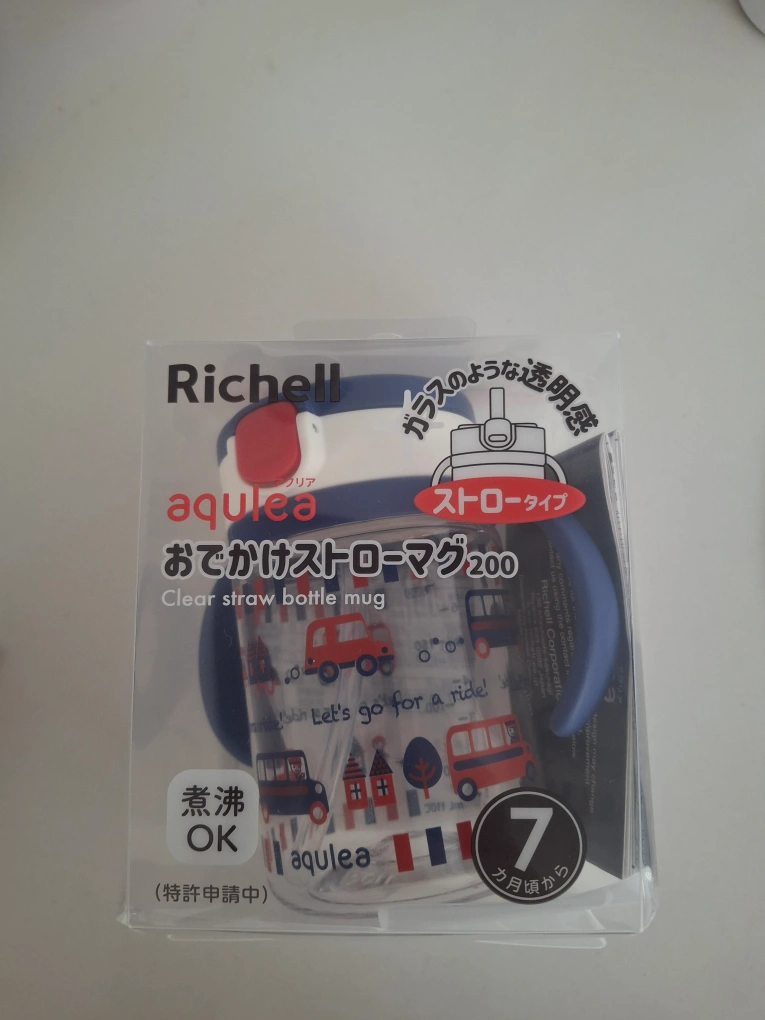 Richell
ガラスのような透明感
ストロータイプ
アクリア
aqulea
おでかけストローマグ200
Clear straw bottle mug
Let's go for a ride!
煮沸
OK
aqulea
7
カ月頃から
(特許申請中)
Richell Corporation